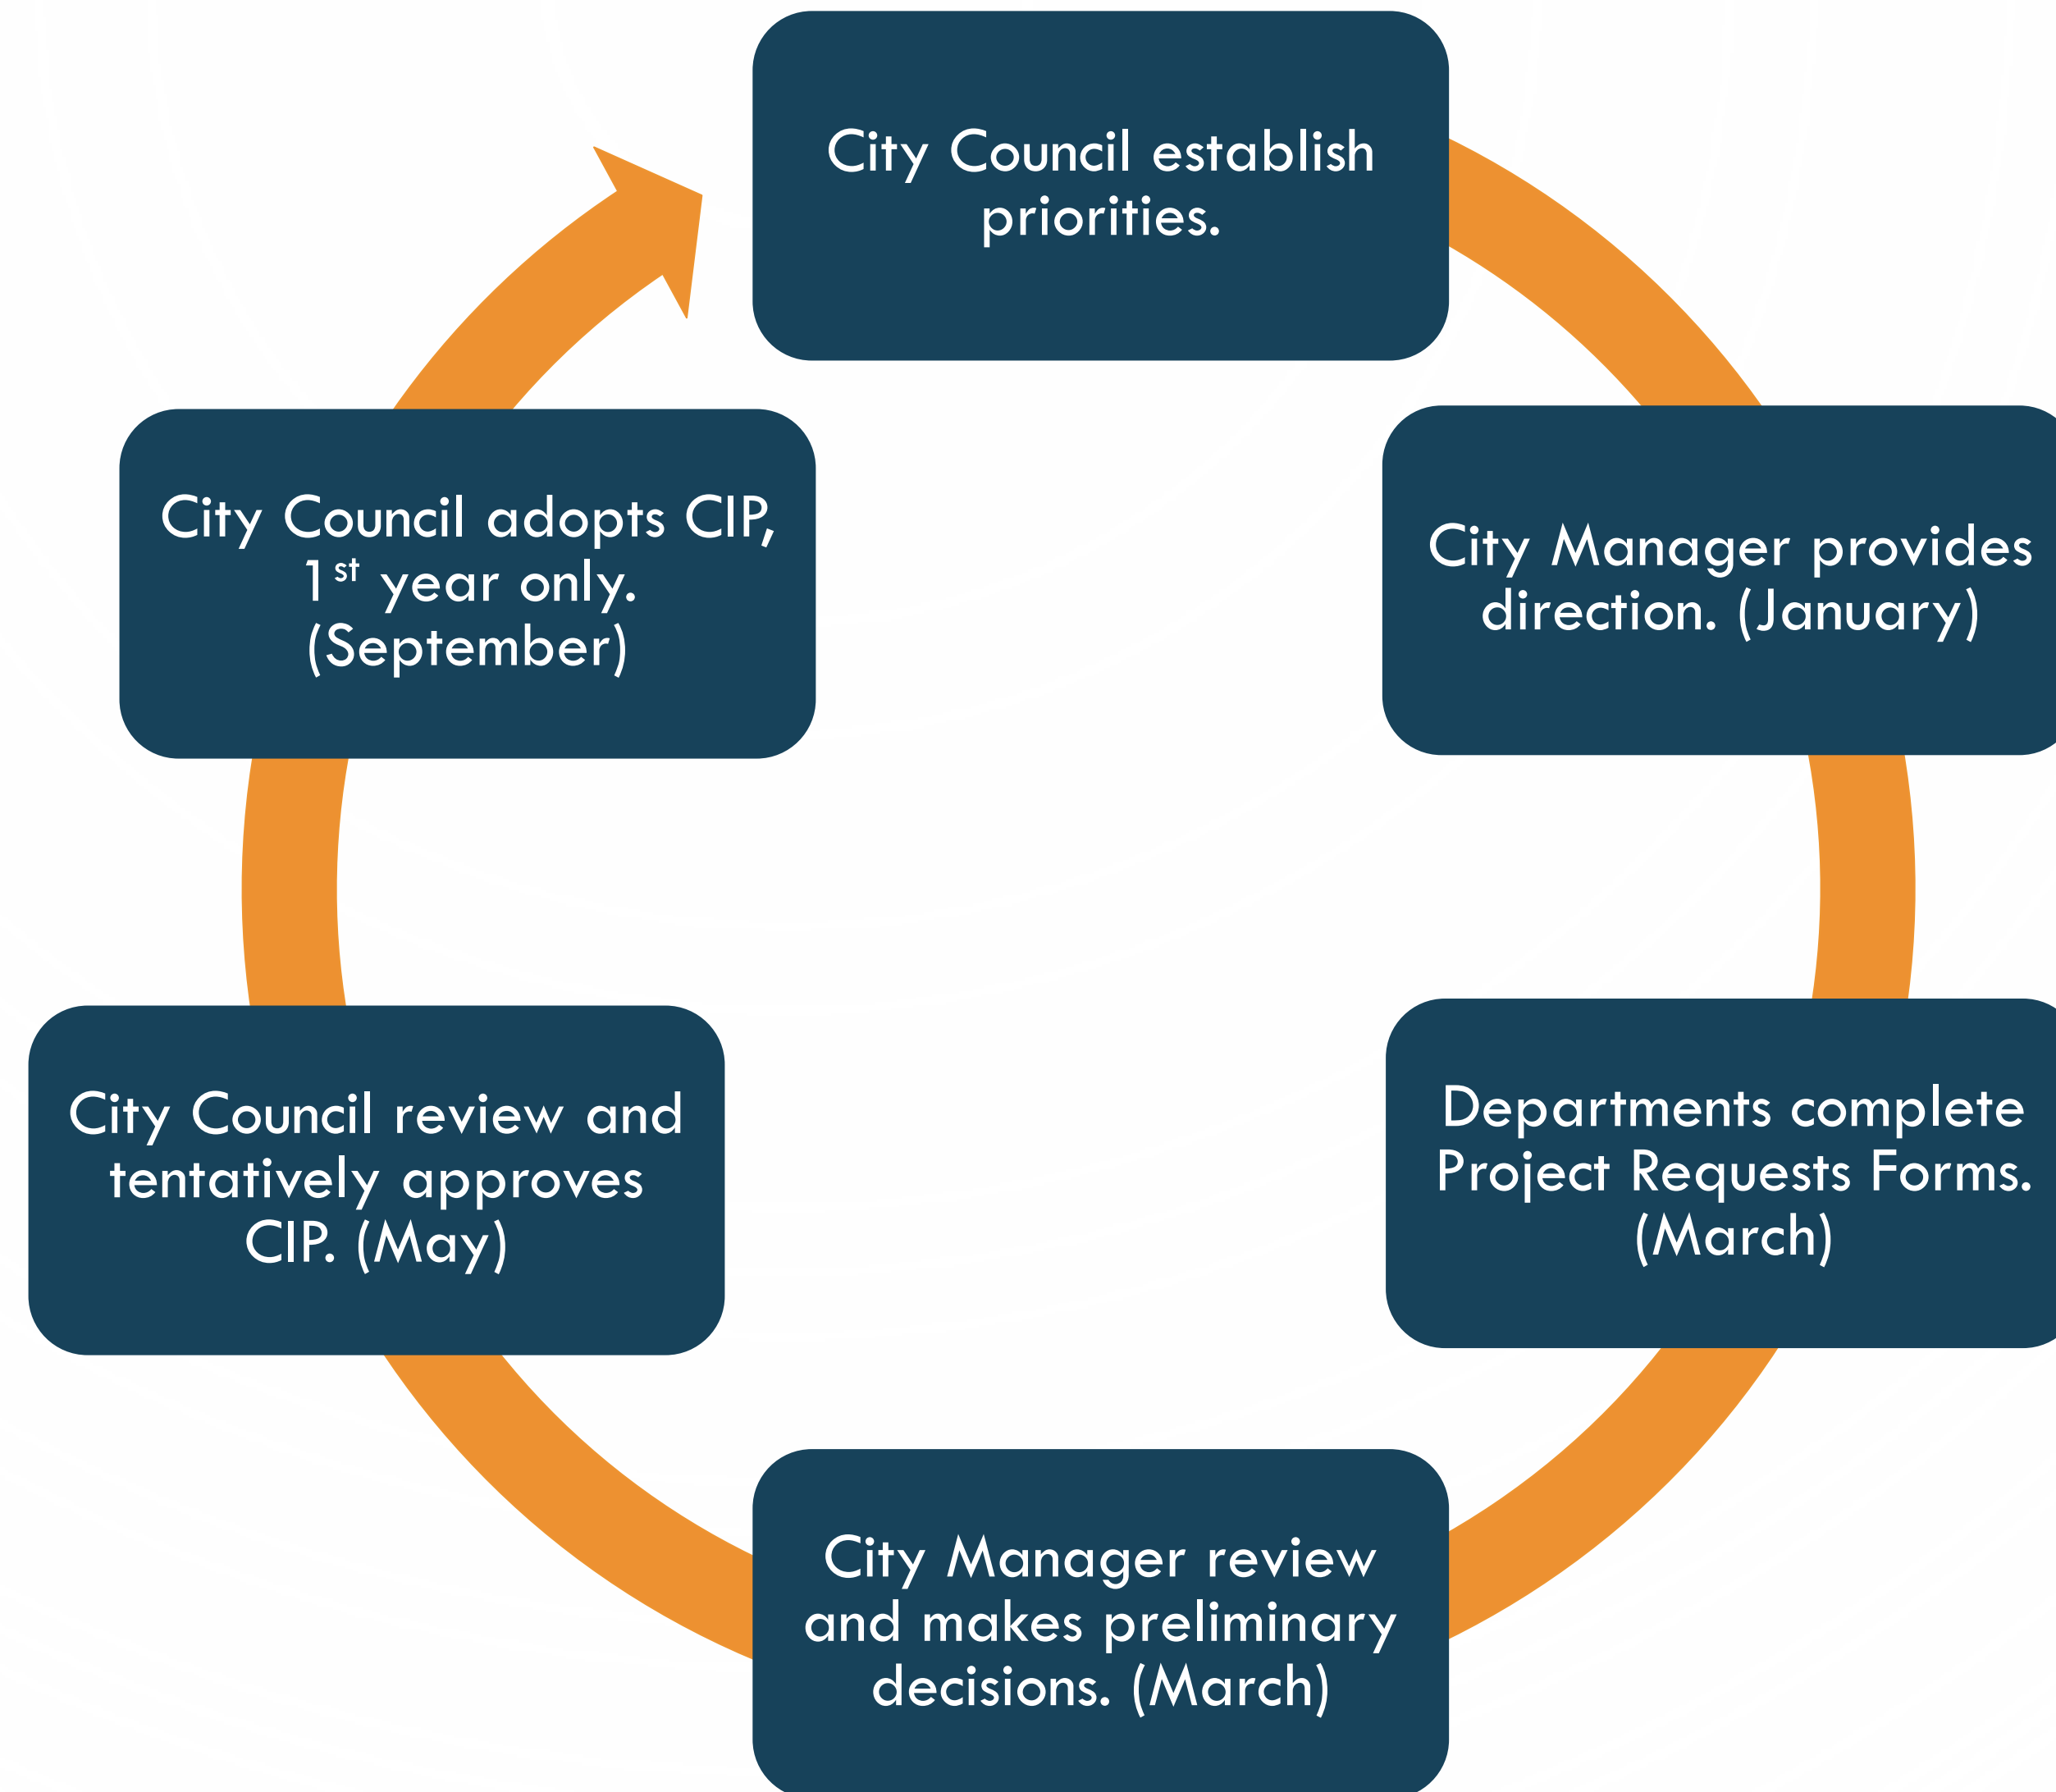 City Council establish
priorities.
City Manager provides
direction. (January)
Departments complete
Project Requests Forms.
(March)
City Manager review
and makes preliminary
decisions. (March)
City Council review and
tentatively approves
CIP. (May)
City Council adopts CIP,
1st year only.
(September)